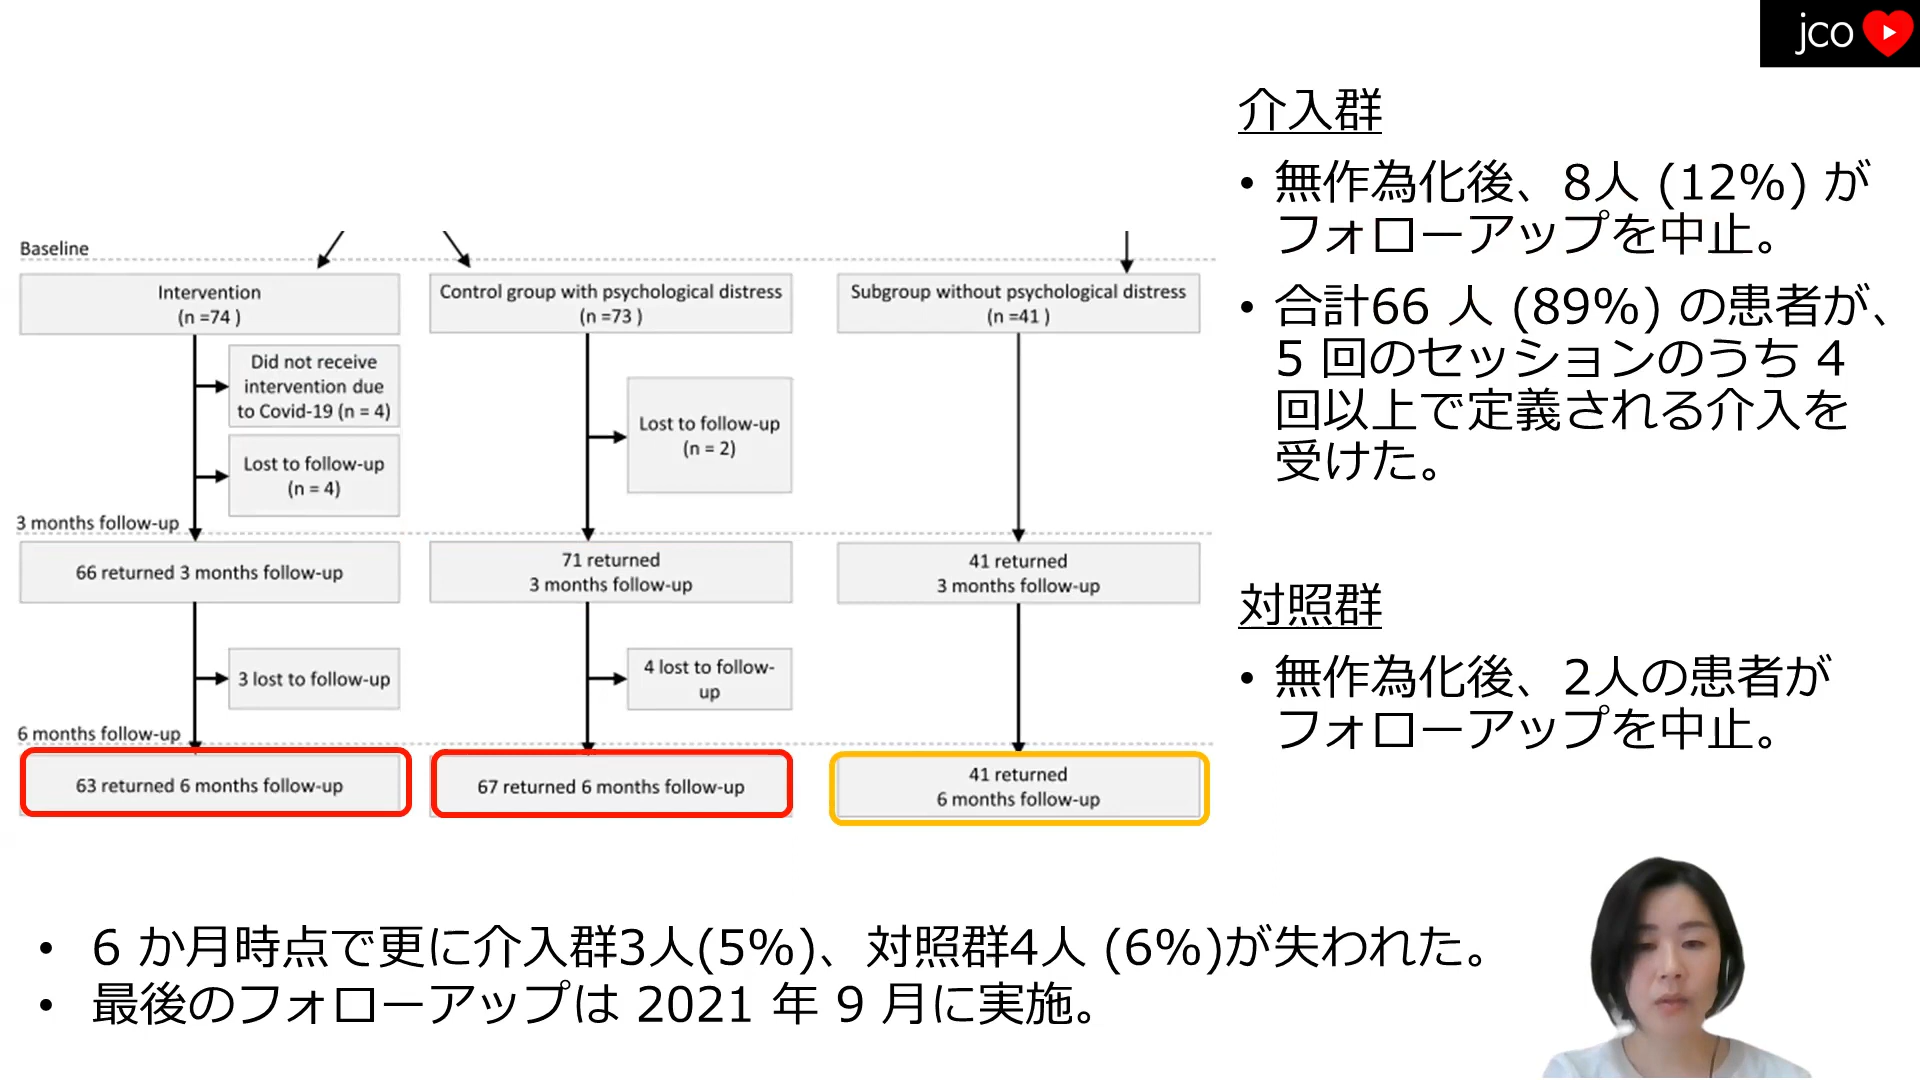 jco
介入群
• 無作為化後、8人 (12%) が
フォローアップを中止。
• 合計66 人 (89%) の患者が、
5 回のセッションのうち 4
回以上で定義される介入を
受けた。
対照群
• 無作為化後、2人の患者が
フォローアップを中止。
Baseline
Intervention
(n =74 )
Control group with psychological distress
(n =73 )
Subgroup without psychological distress
(n =41 )
Did not receive
intervention due
to Covid-19 (n = 4)
Lost to follow-up
(n = 4)
Lost to follow-up
(n = 2)
3 months follow-up
66 returned 3 months follow-up
71 returned
3 months follow-up
41 returned
3 months follow-up
3 lost to follow-up
4 lost to follow-
up
6 months follow-up
63 returned 6 months follow-up
67 returned 6 months follow-up
41 returned
6 months follow-up
• 6 か月時点で更に介入群3人(5%)、対照群4人 (6%)が失われた。
• 最後のフォローアップは 2021 年 9 月に実施。